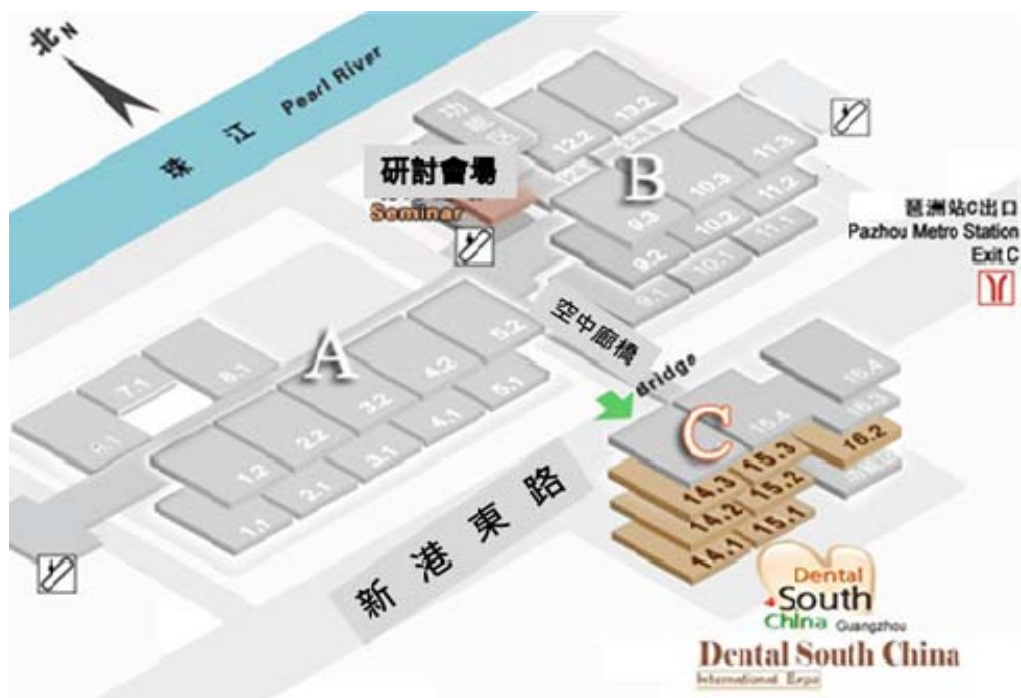 北 N
珠 江 Pearl River
功能區
13.2
12.2
研討會場
Seminar
B
11.3
10.3
11.2
9.3
10.2
11.1
9.2
10.1
9.1
琶洲站C出口
Pazhou Metro Station
Exit C
空中廊橋
Bridge
A
5.2
4.2
5.1
3.2
4.1
2.2
3.1
1.2
2.1
1.1
7.1
6.1
8.1
16.4
15.4
16.3
C
16.2
15.3
14.3
15.2
14.2
15.1
14.1
新 港 東 路
Dental
South
China Guangzhou
Dental South China
International Expo